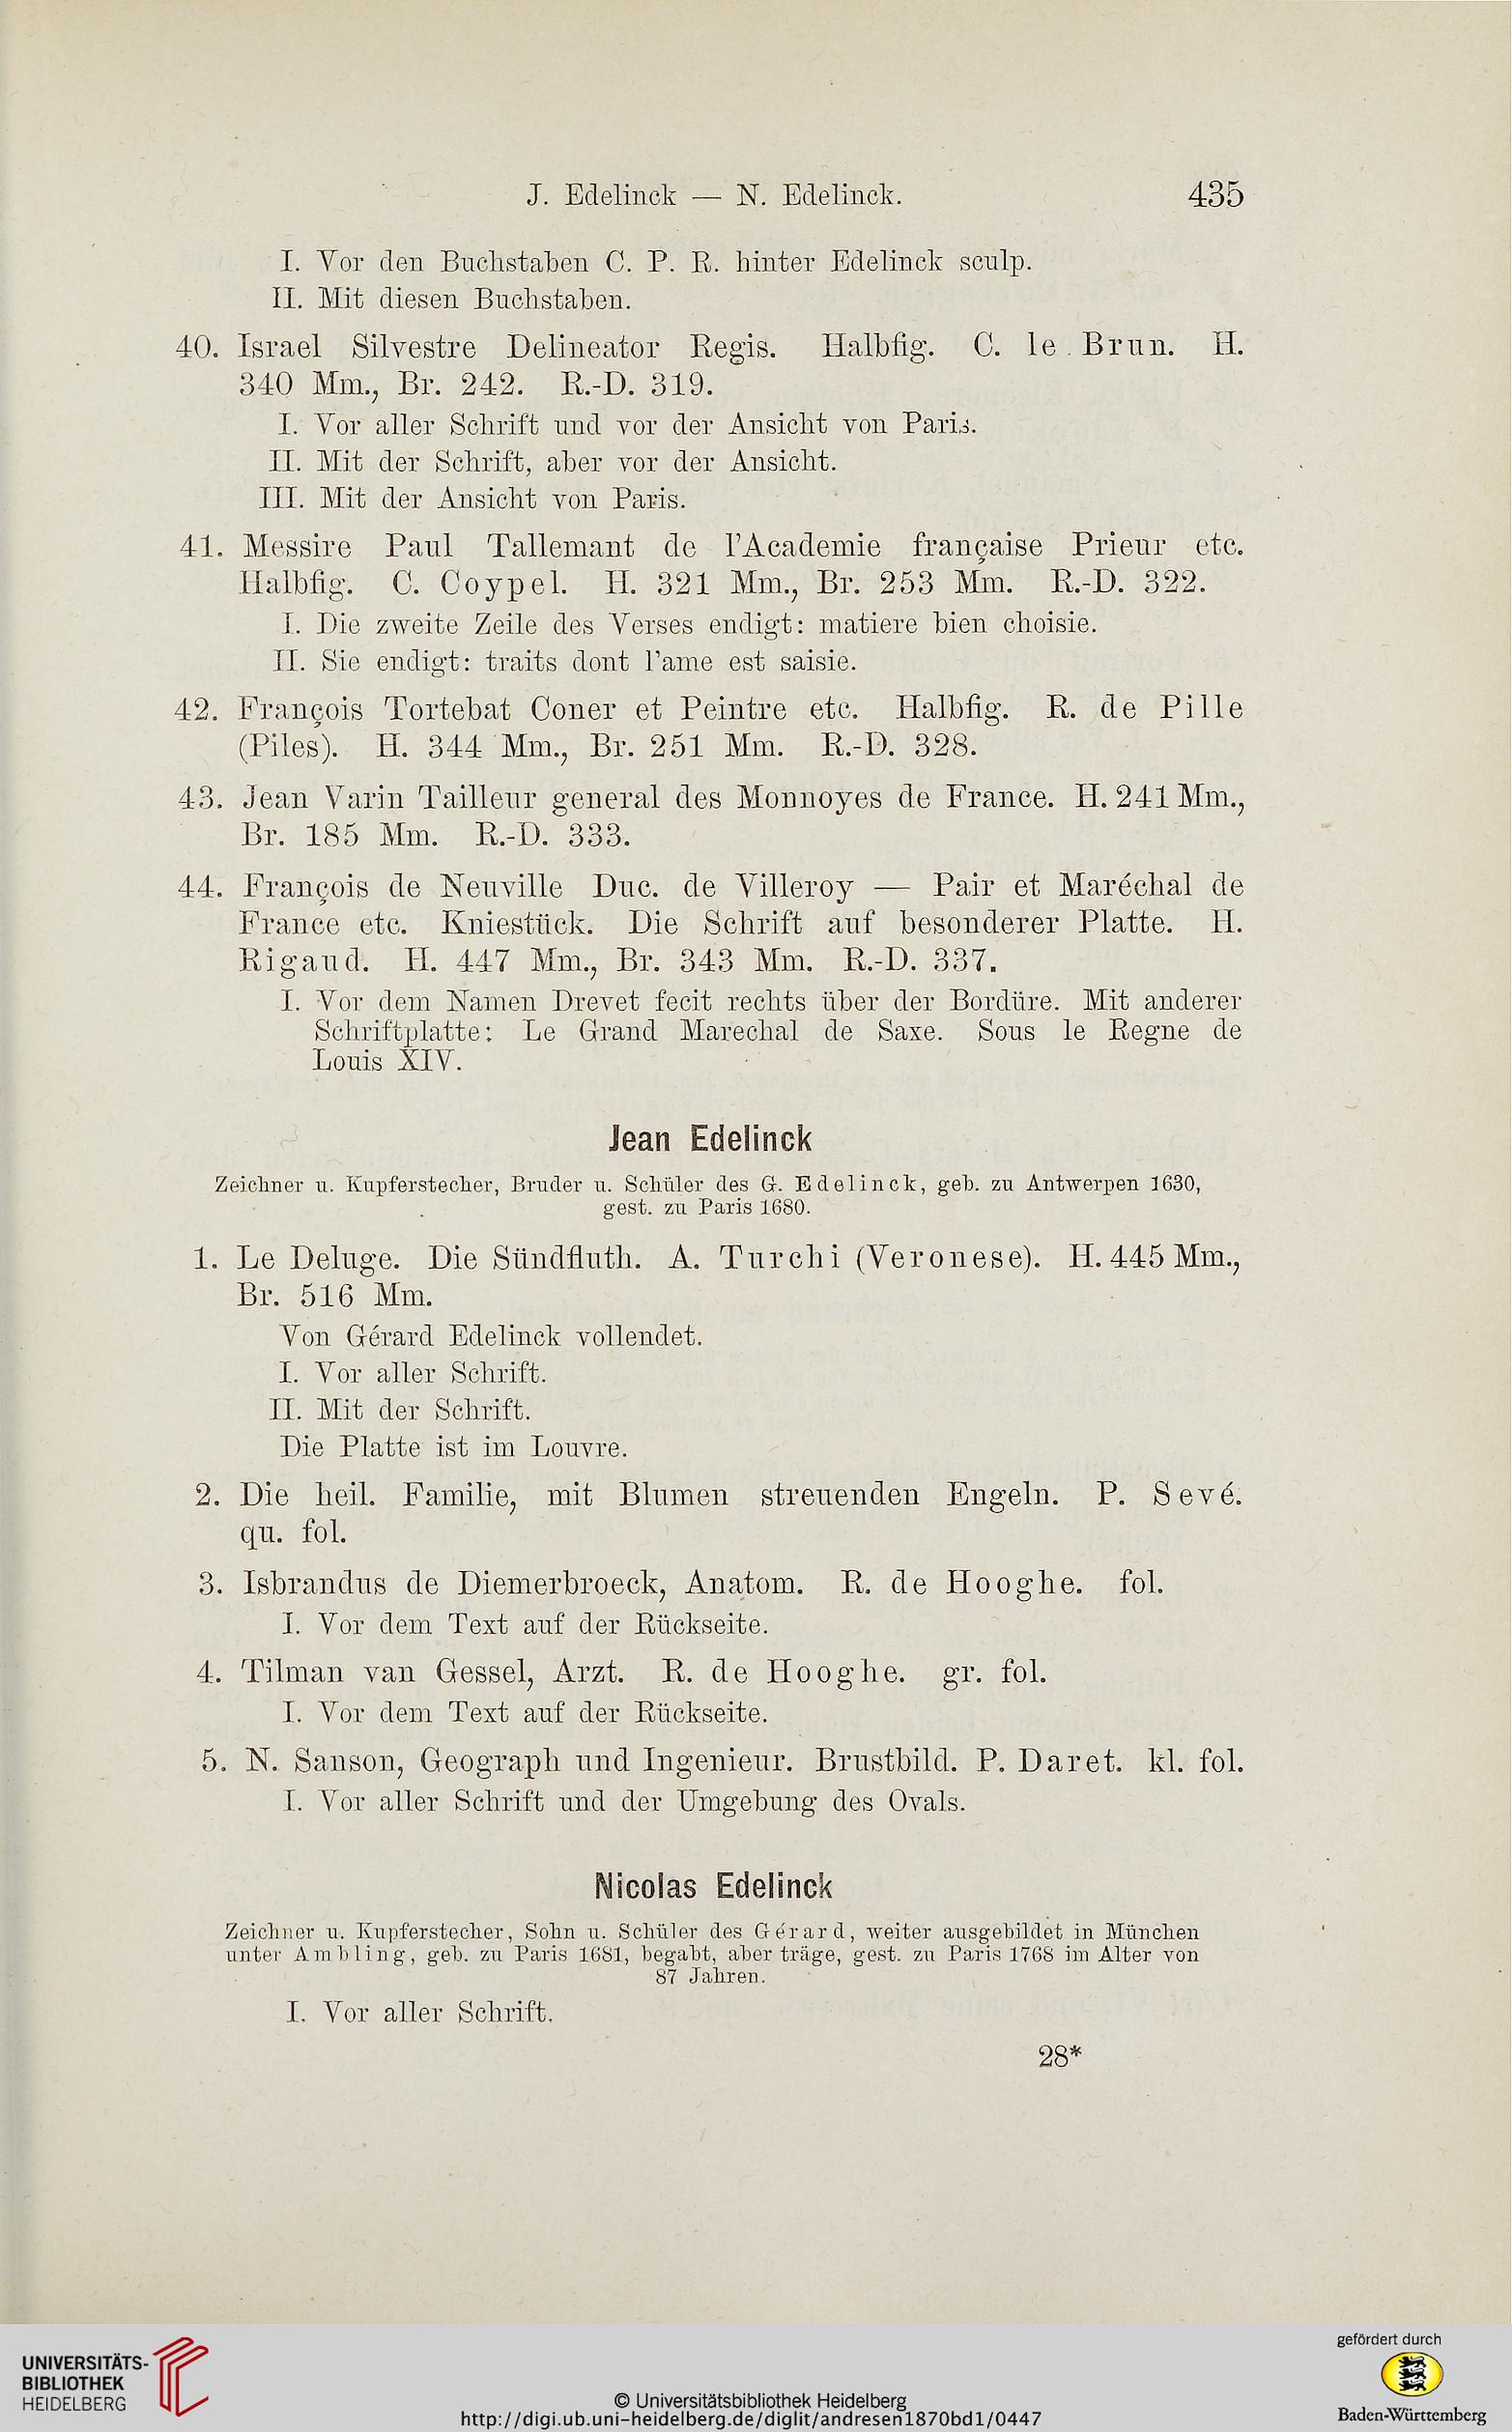 J. Edelinck — N. Edelinck. 435
I. Vor den Buchstaben C. P. R. hinter Edelinck sculp.
II. Mit diesen Buchstaben.
40. Israel Silvestre Delineator Regis. Halbfig. C. le Brun. H.
340 Mm., Br. 242. R.-D. 319.
I. Vor aller Schrift und vor der Ansicht von Paris.
II. Mit der Schrift, aber vor der Ansicht.
III. Mit der Ansicht von Paris.
41. Messire Paul Tallemant de l'Academie française Prieur etc.
Halbfig. C. Coypel. H. 321 Mm., Br. 253 Mm. R.-D. 322.
I. Die zweite Zeile des Verses endigt: matiere bien choisie.
II. Sie endigt: traits dont l'ame est saisie.
42. François Tortebat Coner et Peintre etc. Halbfig. R. de Pille
(Piles). H. 344 Mm., Br. 251 Mm. R.-D. 328.
43. Jean Varin Tailleur general des Monnoyes de France. H. 241 Mm.,
Br. 185 Mm. R.-D. 333.
44. François de Neuville Duc. de Villeroy — Pair et Maréchal de
France etc. Kniestück. Die Schrift auf besonderer Platte. H.
Rigaud. H. 447 Mm., Br. 343 Mm. R.-D. 337.
I. Vor dem Namen Drevet fecit rechts über der Bordüre. Mit anderer
Schriftplatte: Le Grand Marechal de Saxe. Sous le Regne de
Louis XIV.
Jean Edelinck
Zeichner u. Kupferstecher, Bruder u. Schüler des G. Edelinck, geb. zu Antwerpen 1630,
gest. zu Paris 1680.
1. Le Deluge. Die Sündfluth. A. Turchi (Veronese). H. 445 Mm.,
Br. 516 Mm.
Von Gérard Edelinck vollendet.
I. Vor aller Schrift.
II. Mit der Schrift.
Die Platte ist im Louvre.
2. Die heil. Familie, mit Blumen streuenden Engeln. P. Sevé.
qu. fol.
3. Isbrandus de Diemerbroeck, Anatom. R. de Hooghe. fol.
I. Vor dem Text auf der Rückseite.
4. Tilman van Gessel, Arzt. R. de Hooghe. gr. fol.
I. Vor dem Text auf der Rückseite.
5. N. Sanson, Geograph und Ingenieur. Brustbild. P. Daret. kl. fol.
I. Vor aller Schrift und der Umgebung des Ovals.
Nicolas Edelinck
Zeichner u. Kupferstecher, Sohn u. Schüler des Gérard, weiter ausgebildet in München
unter Ambling, geb. zu Paris 1681, begabt, aber träge, gest. zu Paris 1768 im Alter von
87 Jahren.
I. Vor aller Schrift.
28*
UNIVERSITÄTS-
BIBLIOTHEK
HEIDELBERG
© Universitätsbibliothek Heidelberg
http://digi.ub.uni-heidelberg.de/diglit/andresen1870bd1/0447
gefördert durch
Baden-Württemberg